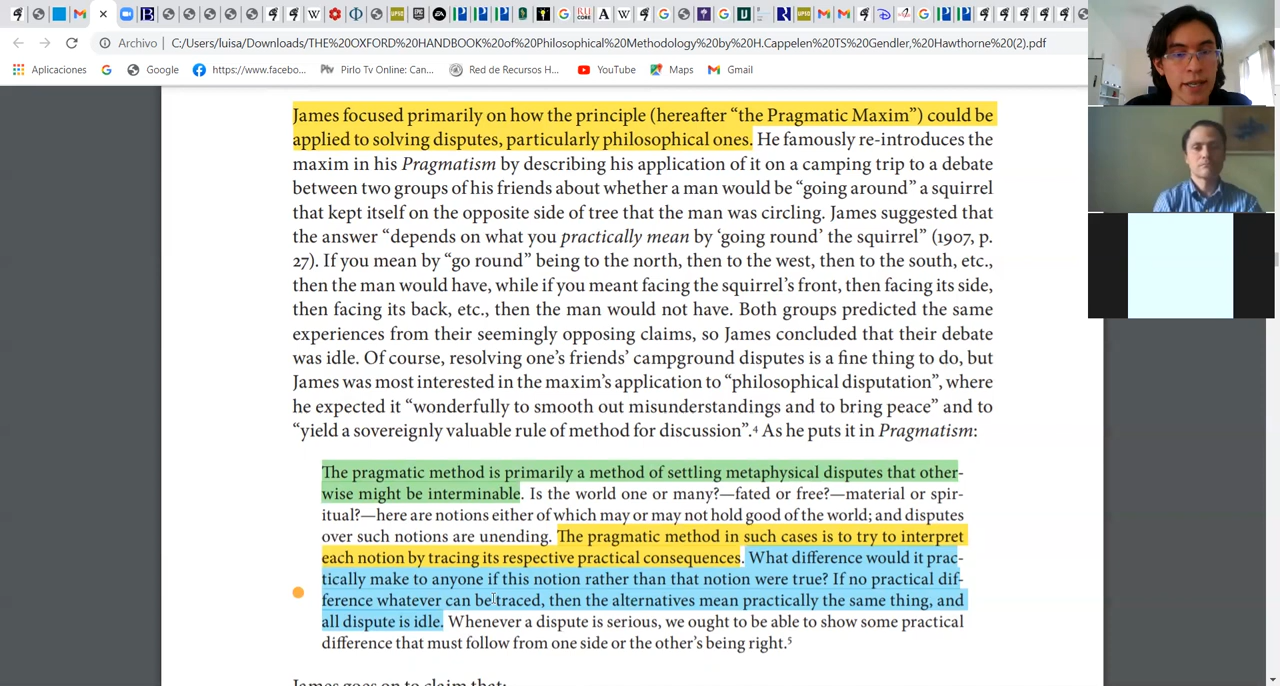 Archivo
C:/Users/luisa/Downloads/THE%20OXFORD%20HANDBOOK%20of%20Philosophical%20Methodology%20by%20H.Cappelen%20TS%20Gendler,%20Hawthorne%20(2).pdf
Aplicaciones Google https://www.facebo... Pirlo Tv Online: Can... Red de Recursos H... YouTube Maps Gmail
James focused primarily on how the principle (hereafter “the Pragmatic Maxim”) could be
applied to solving disputes, particularly philosophical ones. He famously re-introduces the
maxim in his Pragmatism by describing his application of it on a camping trip to a debate
between two groups of his friends about whether a man would be “going around” a squirrel
that kept itself on the opposite side of tree that the man was circling. James suggested that
the answer “depends on what you practically mean by ‘going round’ the squirrel” (1907, p.
27). If you mean by “go round” being to the north, then to the west, then to the south, etc.,
then the man would have, while if you meant facing the squirrel’s front, then facing its side,
then facing its back, etc., then the man would not have. Both groups predicted the same
experiences from their seemingly opposing claims, so James concluded that their debate
was idle. Of course, resolving one’s friends’ campground disputes is a fine thing to do, but
James was most interested in the maxim’s application to “philosophical disputation”, where
he expected it “wonderfully to smooth out misunderstandings and to bring peace” and to
“yield a sovereignly valuable rule of method for discussion”.4 As he puts it in Pragmatism:
The pragmatic method is primarily a method of settling metaphysical disputes that other-
wise might be interminable. Is the world one or many?—fated or free?—material or spir-
itual?—here are notions either of which may or may not hold good of the world; and disputes
over such notions are unending. The pragmatic method in such cases is to try to interpret
each notion by tracing its respective practical consequences. What difference would it prac-
tically make to anyone if this notion rather than that notion were true? If no practical dif-
ference whatever can be traced, then the alternatives mean practically the same thing, and
all dispute is idle. Whenever a dispute is serious, we ought to be able to show some practical
difference that must follow from one side or the other’s being right.5
James goes on to claim that: